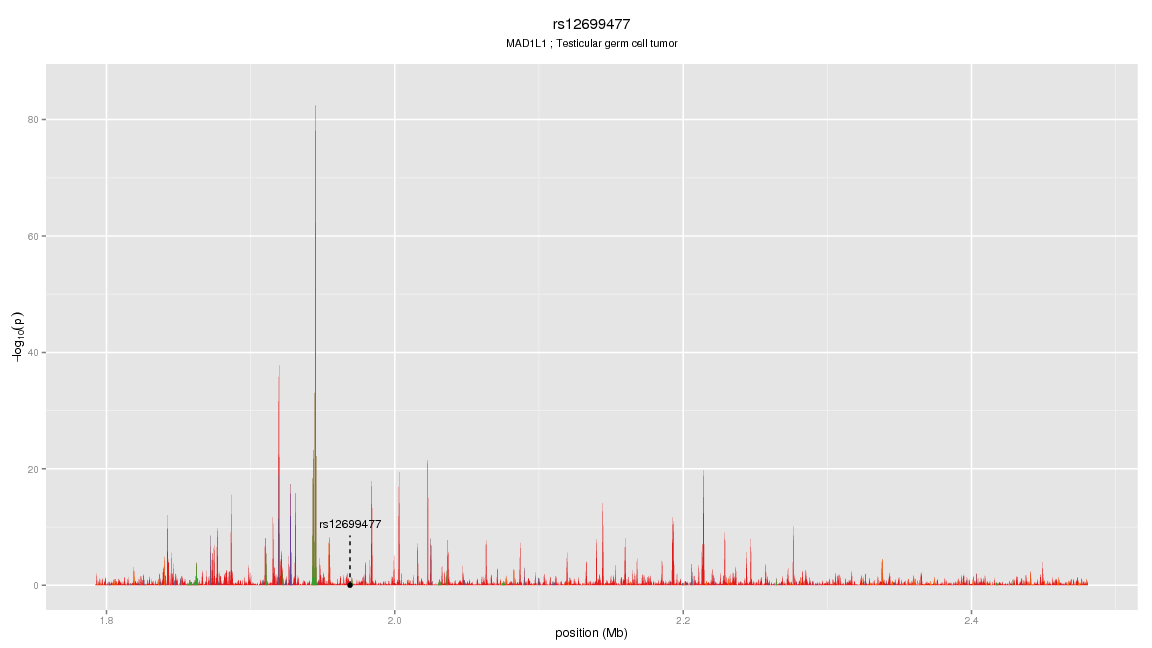 rs12699477
MAD1L1 ; Testicular germ cell tumor
80
60
40
20
0
-log10(p)
rs12699477
1.8
2.0
2.2
2.4
position (Mb)